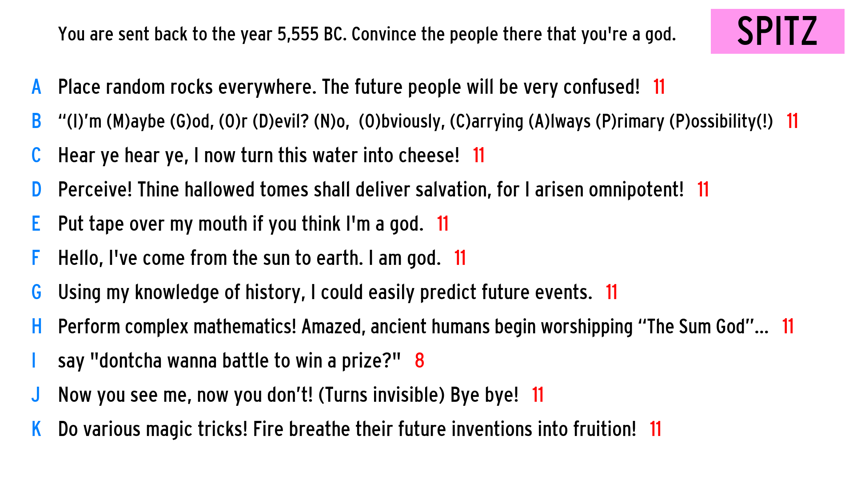 You are sent back to the year 5,555 BC. Convince the people there that you're a god.
SPITZ
A Place random rocks everywhere. The future people will be very confused! 11
B “(I)’m (M)aybe (G)od, (O)r (D)evil? (N)o, (O)bviously, (C)arrying (A)lways (P)rimary (P)ossibility(!) 11
C Hear ye hear ye, I now turn this water into cheese! 11
D Perceive! Thine hallowed tomes shall deliver salvation, for I arisen omnipotent! 11
E Put tape over my mouth if you think I'm a god. 11
F Hello, I've come from the sun to earth. I am god. 11
G Using my knowledge of history, I could easily predict future events. 11
H Perform complex mathematics! Amazed, ancient humans begin worshipping “The Sum God”... 11
I say "dontcha wanna battle to win a prize?" 8
J Now you see me, now you don’t! (Turns invisible) Bye bye! 11
K Do various magic tricks! Fire breathe their future inventions into fruition! 11